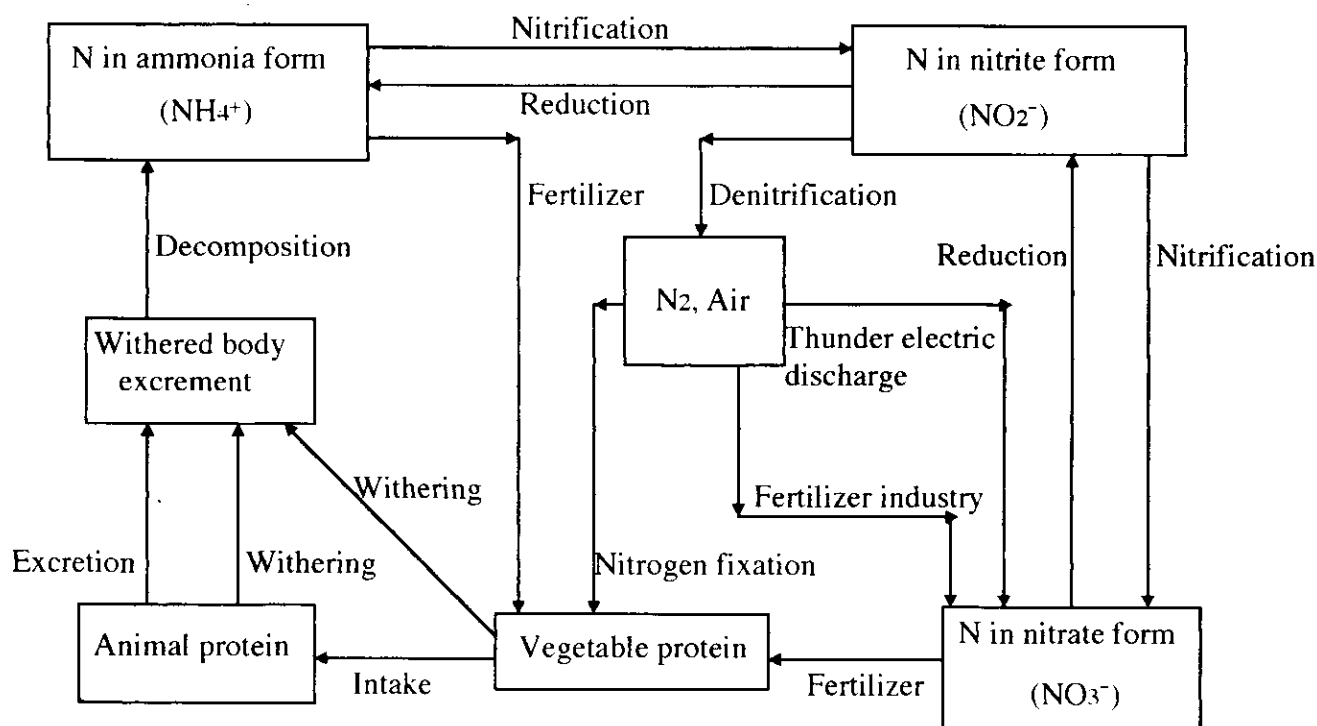 Nitrification
N in ammonia form
(NH4⁺)
N in nitrite form
(NO2⁻)
Reduction
Fertilizer
Denitrification
Decomposition
Reduction
Nitrification
N2, Air
Thunder electric
discharge
Withered body
excrement
Withering
Fertilizer industry
Excretion
Withering
Nitrogen fixation
Animal protein
Vegetable protein
N in nitrate form
(NO3⁻)
Intake
Fertilizer